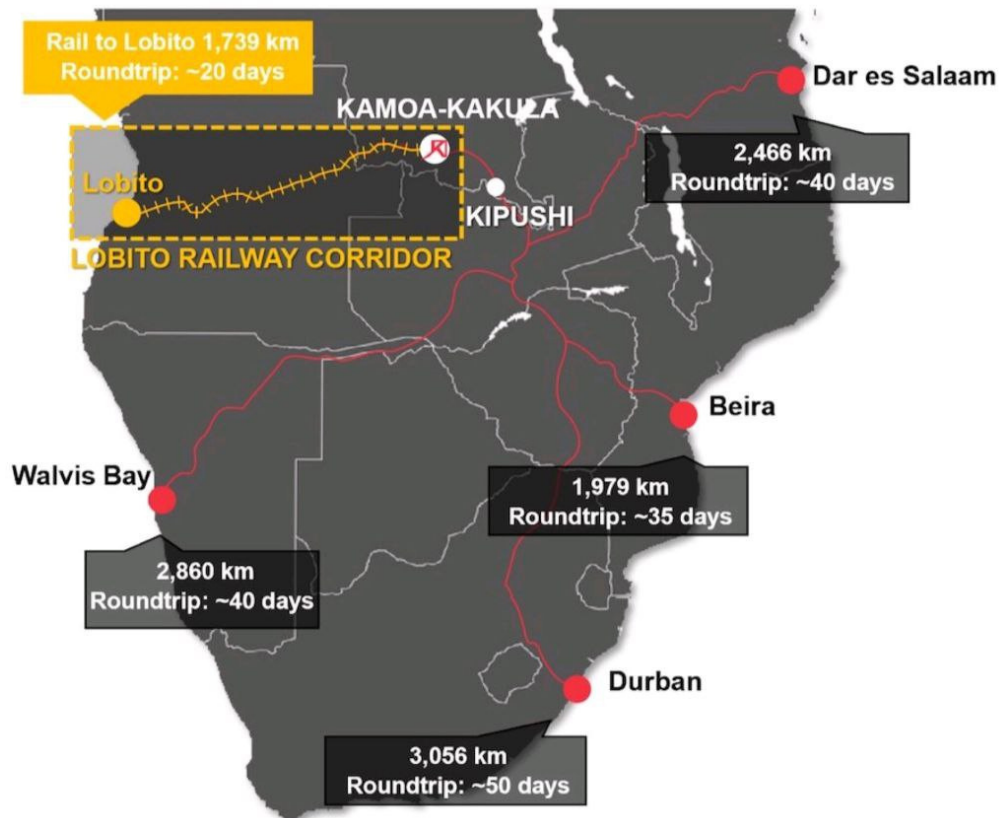 Rail to Lobito 1,739 km
Roundtrip: ~20 days
Dar es Salaam
KAMOA-KAKULA
2,466 km
Roundtrip: ~40 days
Lobito
KIPUSHI
LOBITO RAILWAY CORRIDOR
Beira
Walvis Bay
1,979 km
Roundtrip: ~35 days
2,860 km
Roundtrip: ~40 days
Durban
3,056 km
Roundtrip: ~50 days